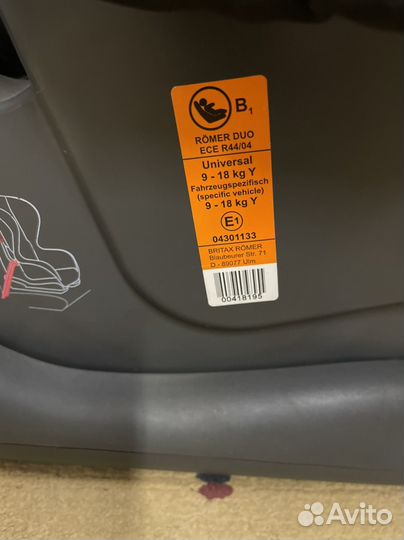 B1
RÖMER DUO
ECE R44/04
Universal
9 - 18 kg Y
Fahrzeugspezifisch
(specific vehicle)
9 - 18 kg Y
E1
04301133
BRITAX RÖMER
Blaubeurer Str. 71
D - 89077 Ulm
00418195
Avito